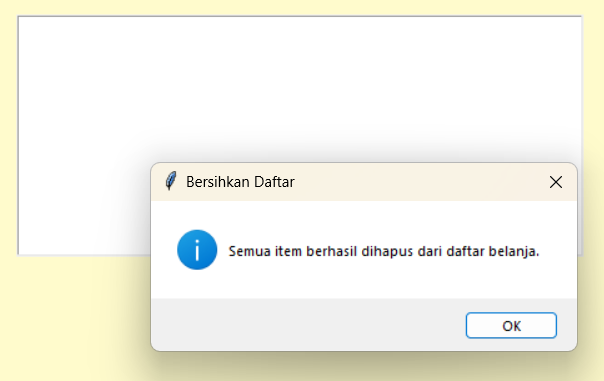 Bersihkan Daftar
Semua item berhasil dihapus dari daftar belanja.
OK